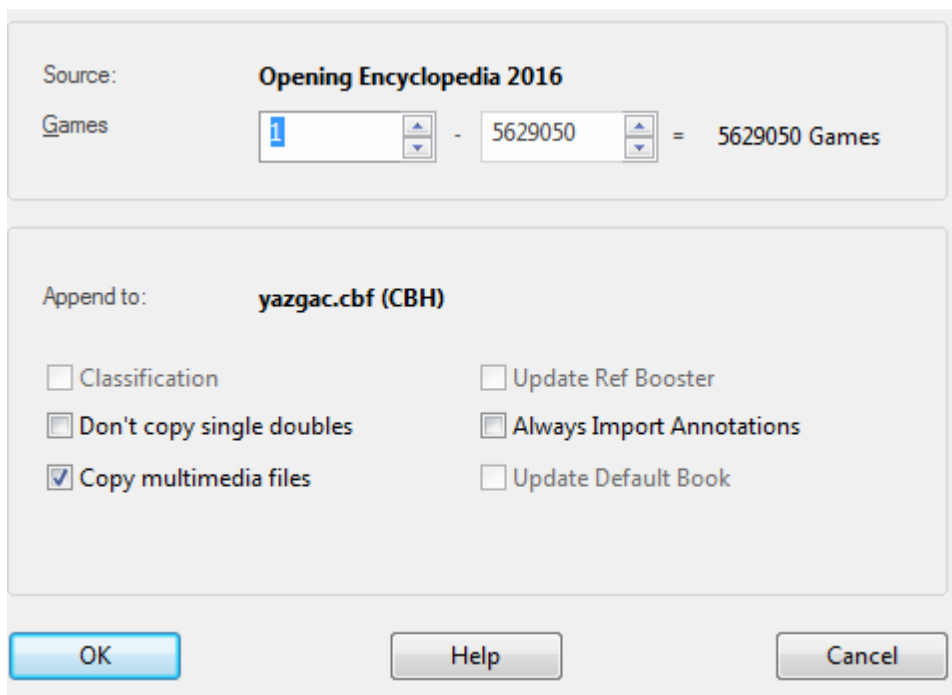 Source: Opening Encyclopedia 2016
Games 1 - 5629050 = 5629050 Games
Append to: yazgac.cbf (CBH)
Classification Update Ref Booster
Don't copy single doubles Always Import Annotations
Copy multimedia files Update Default Book
OK Help Cancel